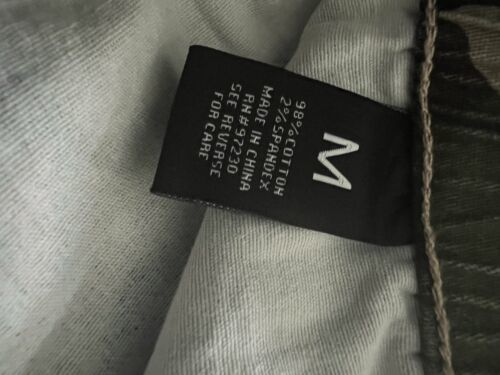 M
98% COTTON
2% SPANDEX
MADE IN CHINA
RN# 97230
SEE REVERSE
FOR CARE